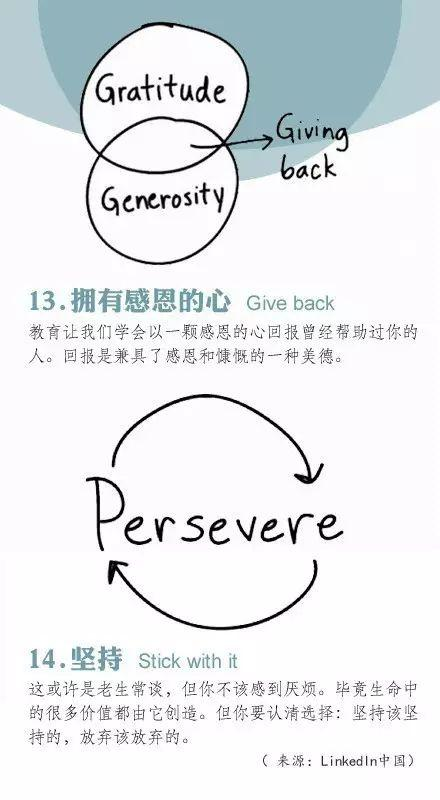 Gratitude
Giving
back
Generosity
13.拥有感恩的心 Give back
教育让我们学会以一颗感恩的心回报曾经帮助过你的
人。回报是兼具了感恩和慷慨的一种美德。
Persevere
14.坚持 Stick with it
这或许是老生常谈，但你不该感到厌烦。毕竟生命中
的很多价值都由它创造。但你要认清选择：坚持该坚
持的，放弃该放弃的。
（ 来源：LinkedIn中国）